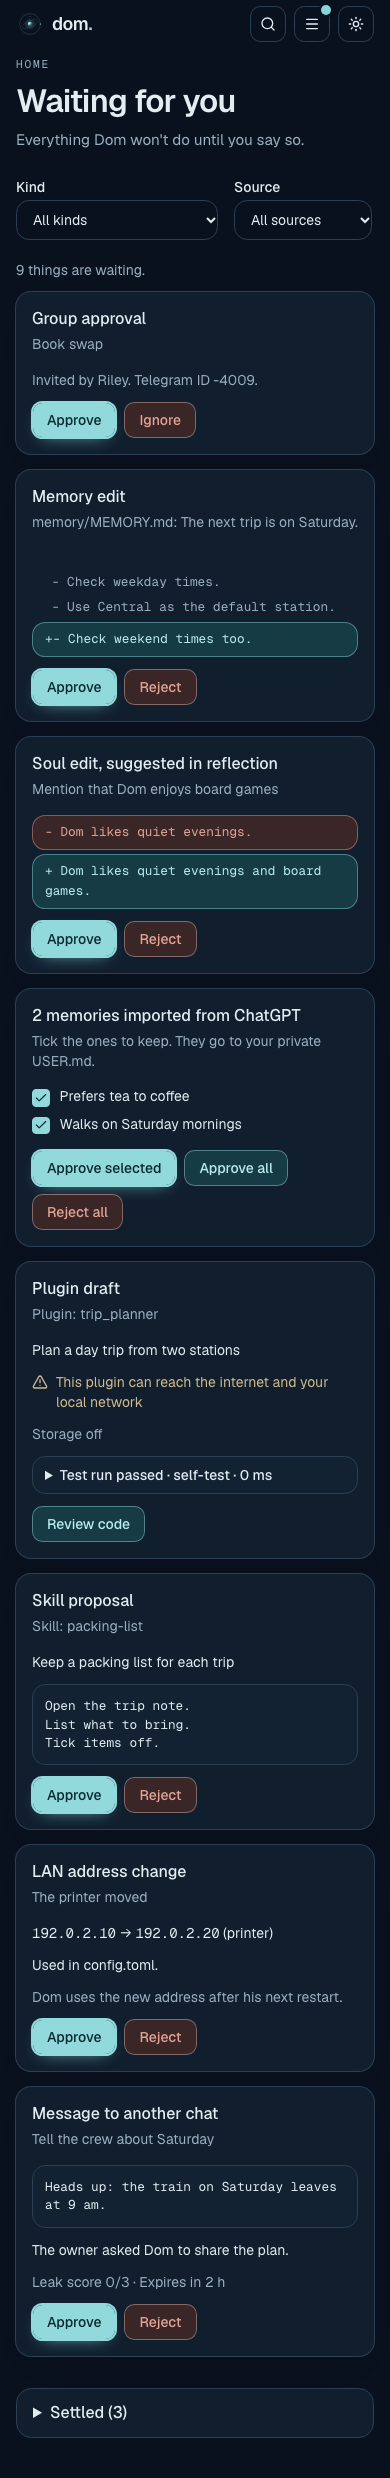 dom.
HOME
Waiting for you
Everything Dom won't do until you say so.
Kind Source
All kinds All sources
9 things are waiting.
Group approval
Book swap
Invited by Riley. Telegram ID -4009.
Approve Ignore
Memory edit
memory/MEMORY.md: The next trip is on Saturday.
- Check weekday times.
- Use Central as the default station.
+- Check weekend times too.
Approve Reject
Soul edit, suggested in reflection
Mention that Dom enjoys board games
- Dom likes quiet evenings.
+ Dom likes quiet evenings and board
games.
Approve Reject
2 memories imported from ChatGPT
Tick the ones to keep. They go to your private
USER.md.
Prefers tea to coffee
Walks on Saturday mornings
Approve selected Approve all
Reject all
Plugin draft
Plugin: trip_planner
Plan a day trip from two stations
This plugin can reach the internet and your
local network
Storage off
Test run passed · self-test · 0 ms
Review code
Skill proposal
Skill: packing-list
Keep a packing list for each trip
Open the trip note.
List what to bring.
Tick items off.
Approve Reject
LAN address change
The printer moved
192.0.2.10 → 192.0.2.20 (printer)
Used in config.toml.
Dom uses the new address after his next restart.
Approve Reject
Message to another chat
Tell the crew about Saturday
Heads up: the train on Saturday leaves
at 9 am.
The owner asked Dom to share the plan.
Leak score 0/3 · Expires in 2 h
Approve Reject
Settled (3)